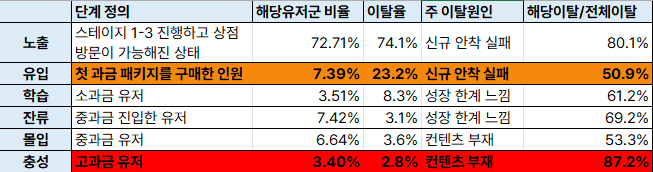 단계 정의 해당유저군 비율 이탈율 주 이탈원인 해당이탈/전체이탈
노출 스테이지 1-3 진행하고 상점 방문이 가능해진 상태 72.71% 74.1% 신규 안착 실패 80.1%
유입 첫 과금 패키지를 구매한 인원 7.39% 23.2% 신규 안착 실패 50.9%
학습 소과금 유저 3.51% 8.3% 성장 한계 느낌 61.2%
잔류 중과금 진입한 유저 7.42% 3.1% 성장 한계 느낌 69.2%
몰입 중과금 유저 6.64% 3.6% 컨텐츠 부재 53.3%
충성 고과금 유저 3.40% 2.8% 컨텐츠 부재 87.2%